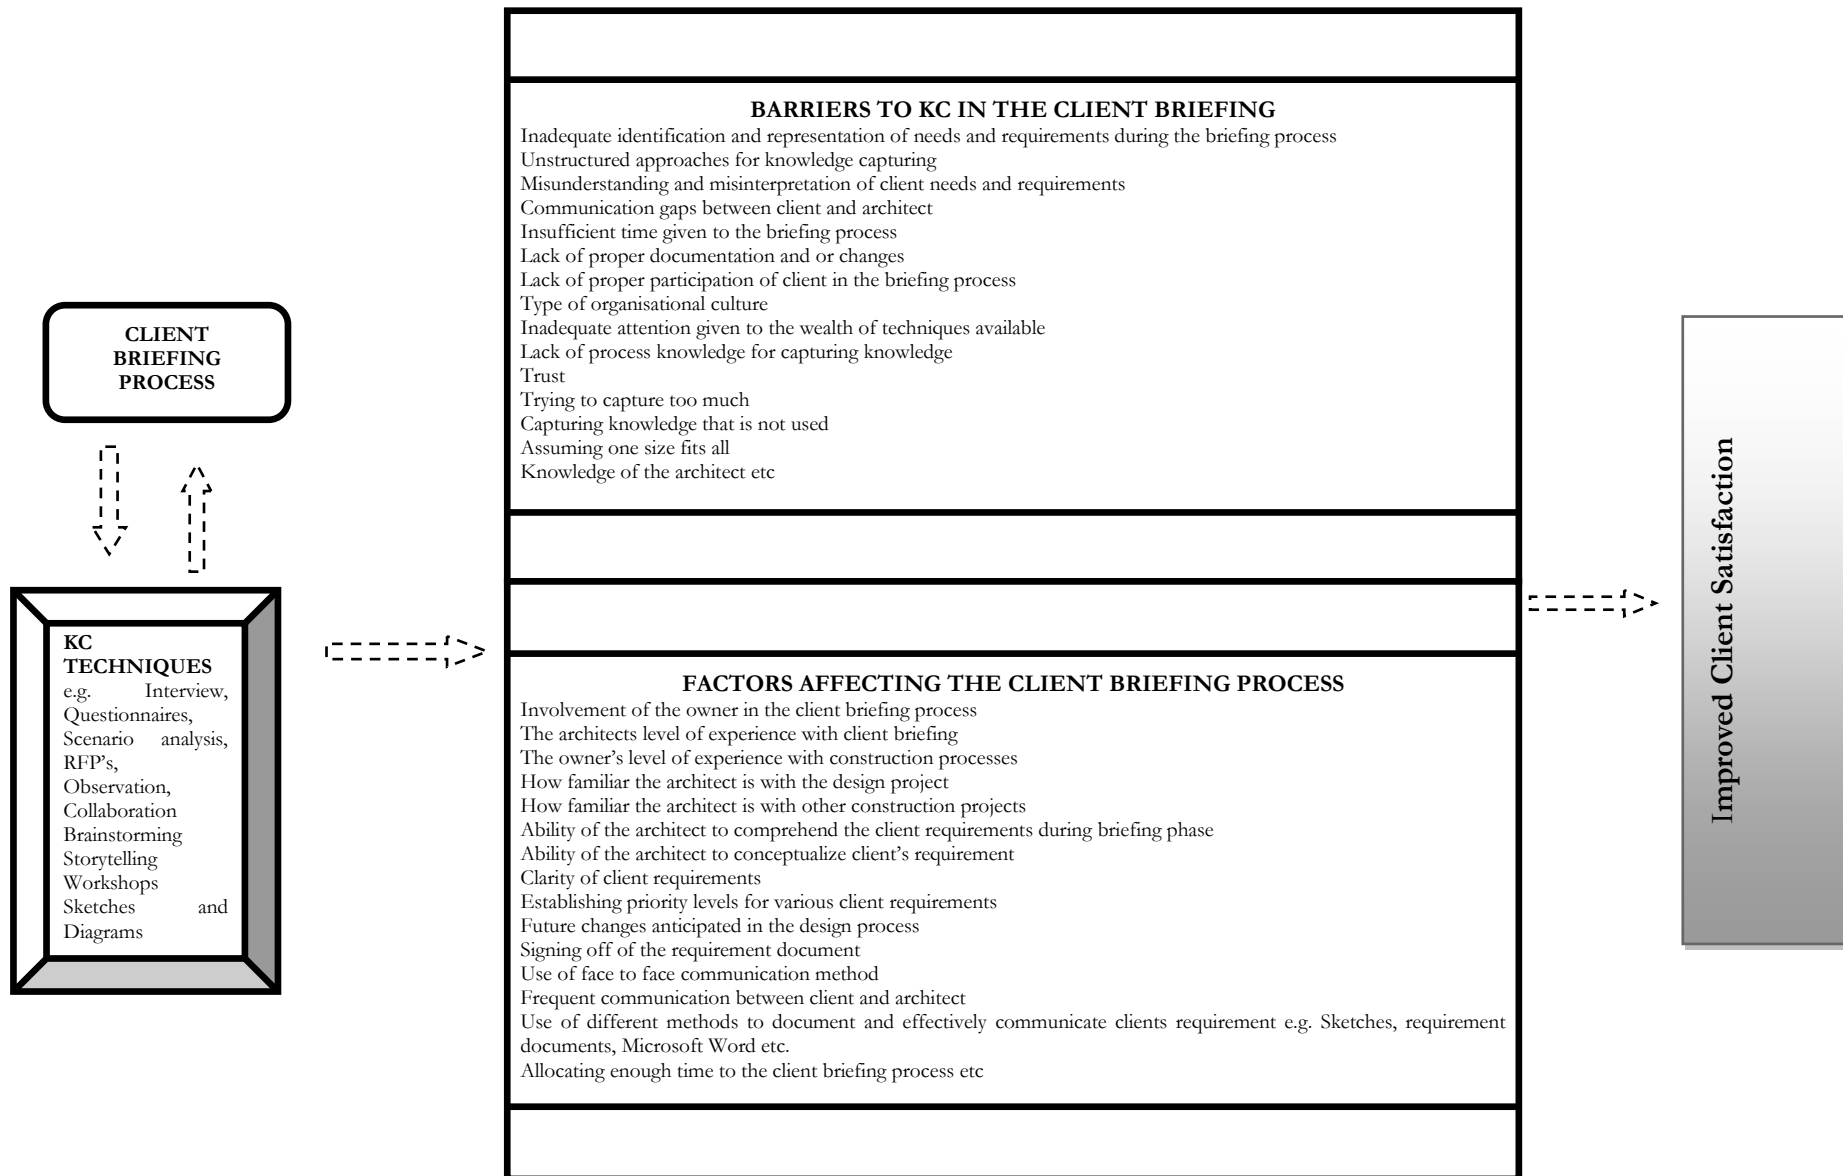 CLIENT
BRIEFING
PROCESS
KC
TECHNIQUES
e.g. Interview,
Questionnaires,
Scenario analysis,
RFP's,
Observation,
Collaboration
Brainstorming
Storytelling
Workshops
Sketches and
Diagrams
BARRIERS TO KC IN THE CLIENT BRIEFING
Inadequate identification and representation of needs and requirements during the briefing process
Unstructured approaches for knowledge capturing
Misunderstanding and misinterpretation of client needs and requirements
Communication gaps between client and architect
Insufficient time given to the briefing process
Lack of proper documentation and or changes
Lack of proper participation of client in the briefing process
Type of organisational culture
Inadequate attention given to the wealth of techniques available
Lack of process knowledge for capturing knowledge
Trust
Trying to capture too much
Capturing knowledge that is not used
Assuming one size fits all
Knowledge of the architect etc
FACTORS AFFECTING THE CLIENT BRIEFING PROCESS
Involvement of the owner in the client briefing process
The architects level of experience with client briefing
The owner's level of experience with construction processes
How familiar the architect is with the design project
How familiar the architect is with other construction projects
Ability of the architect to comprehend the client requirements during briefing phase
Ability of the architect to conceptualize client's requirement
Clarity of client requirements
Establishing priority levels for various client requirements
Future changes anticipated in the design process
Signing off of the requirement document
Use of face to face communication method
Frequent communication between client and architect
Use of different methods to document and effectively communicate clients requirement e.g. Sketches, requirement
documents, Microsoft Word etc.
Allocating enough time to the client briefing process etc
Improved Client Satisfaction